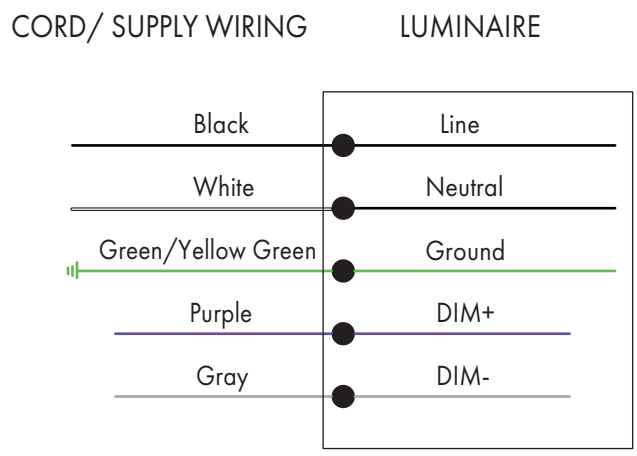 CORD/ SUPPLY WIRING LUMINAIRE
Black Line
White Neutral
Green/Yellow Green Ground
Purple DIM+
Gray DIM-